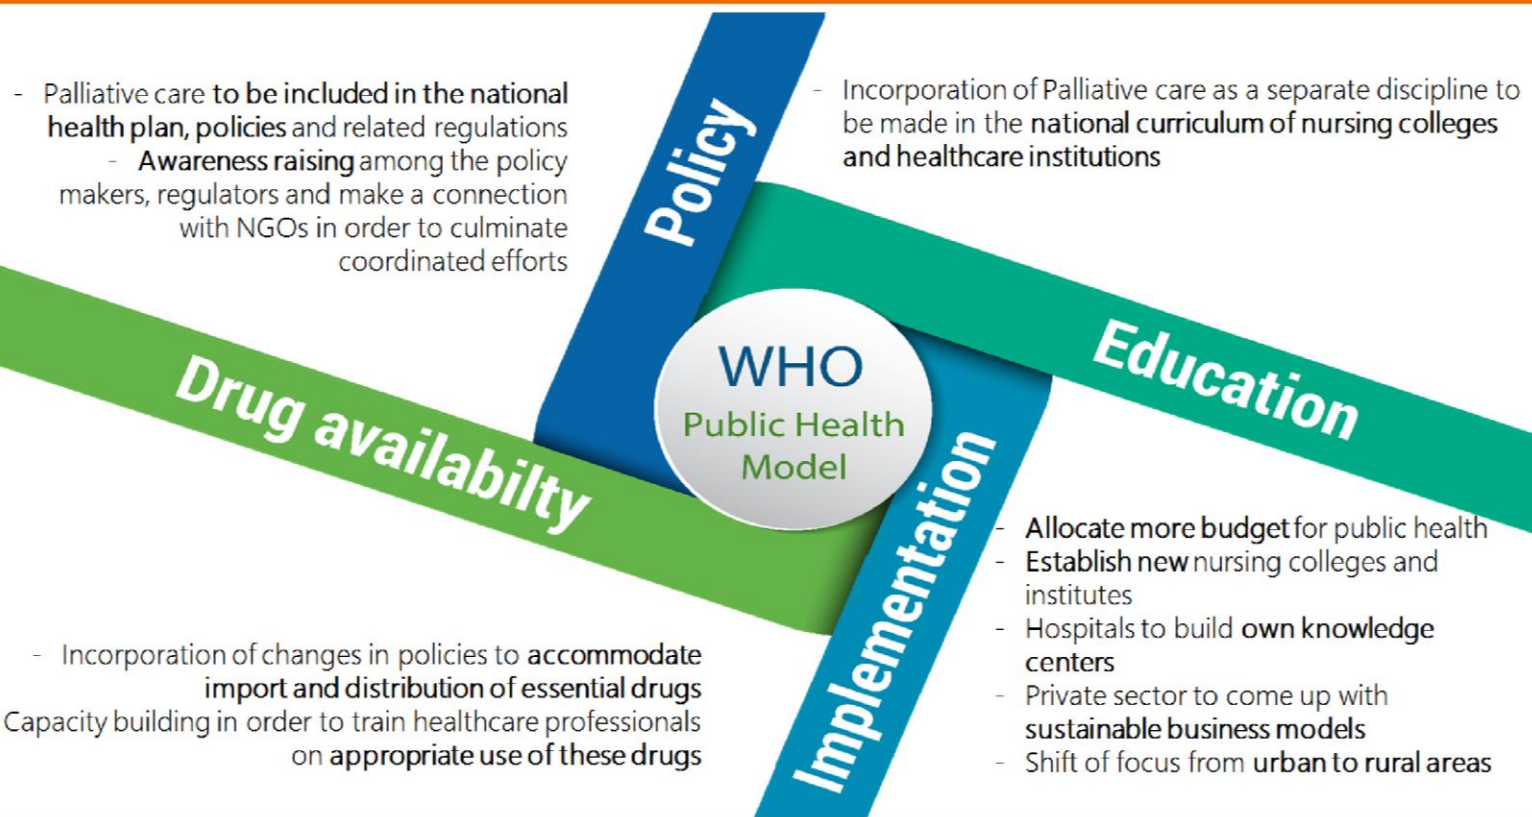 - Palliative care to be included in the national
health plan, policies and related regulations
- Awareness raising among the policy
makers, regulators and make a connection
with NGOs in order to culminate
coordinated efforts
Policy
- Incorporation of Palliative care as a separate discipline to
be made in the national curriculum of nursing colleges
and healthcare institutions
Education
WHO
Public Health
Model
Drug availabilty
- Incorporation of changes in policies to accommodate
import and distribution of essential drugs
Capacity building in order to train healthcare professionals
on appropriate use of these drugs
Implementation
- Allocate more budget for public health
- Establish new nursing colleges and
institutes
- Hospitals to build own knowledge
centers
- Private sector to come up with
sustainable business models
- Shift of focus from urban to rural areas